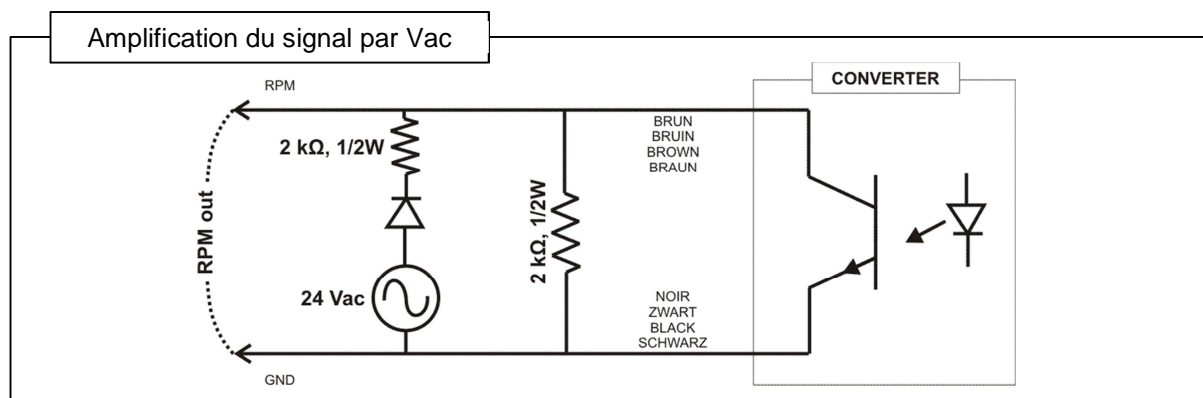 Amplification du signal par Vac
RPM
CONVERTER
BRUN
BRUIN
BROWN
BRAUN
2 kΩ, 1/2W
2 kΩ, 1/2W
RPM out
24 Vac
NOIR
ZWART
BLACK
SCHWARZ
GND